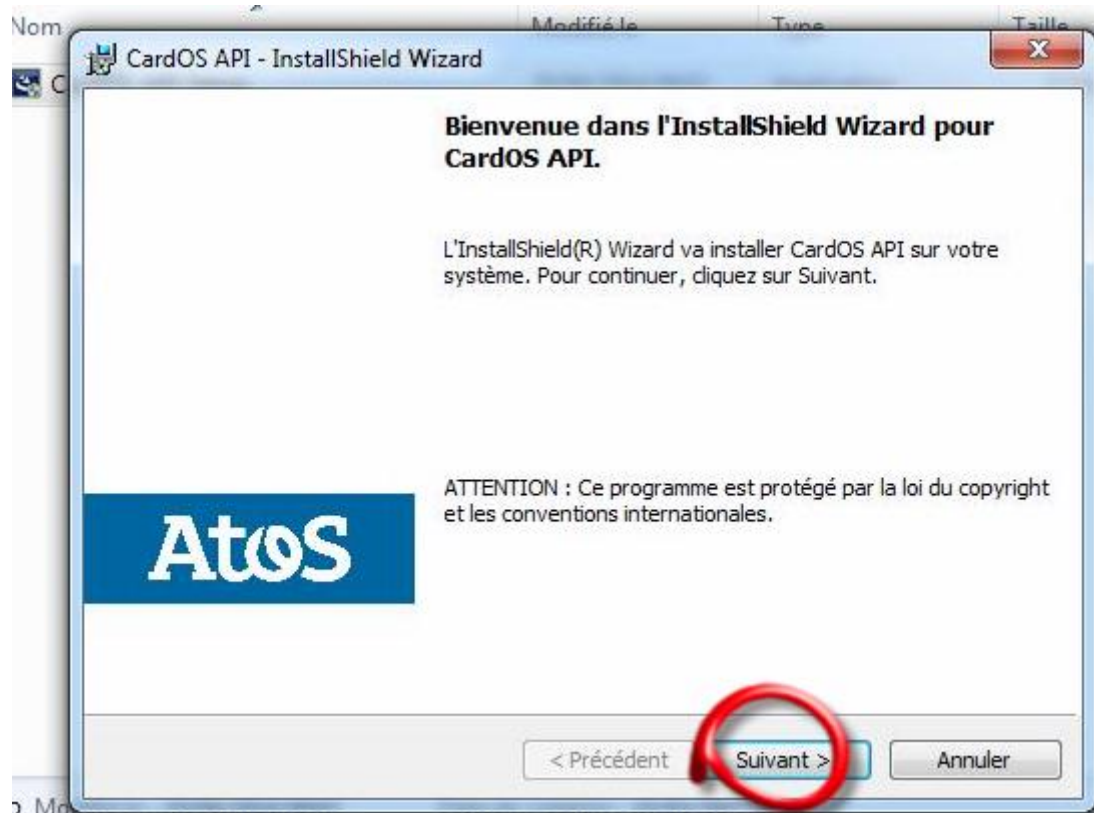 Nom Modifié le Type Taille
CardOS API - InstallShield Wizard
Bienvenue dans l'InstallShield Wizard pour
CardOS API.
L'InstallShield(R) Wizard va installer CardOS API sur votre
système. Pour continuer, cliquez sur Suivant.
ATTENTION : Ce programme est protégé par la loi du copyright
et les conventions internationales.
Atos
< Précédent Suivant > Annuler